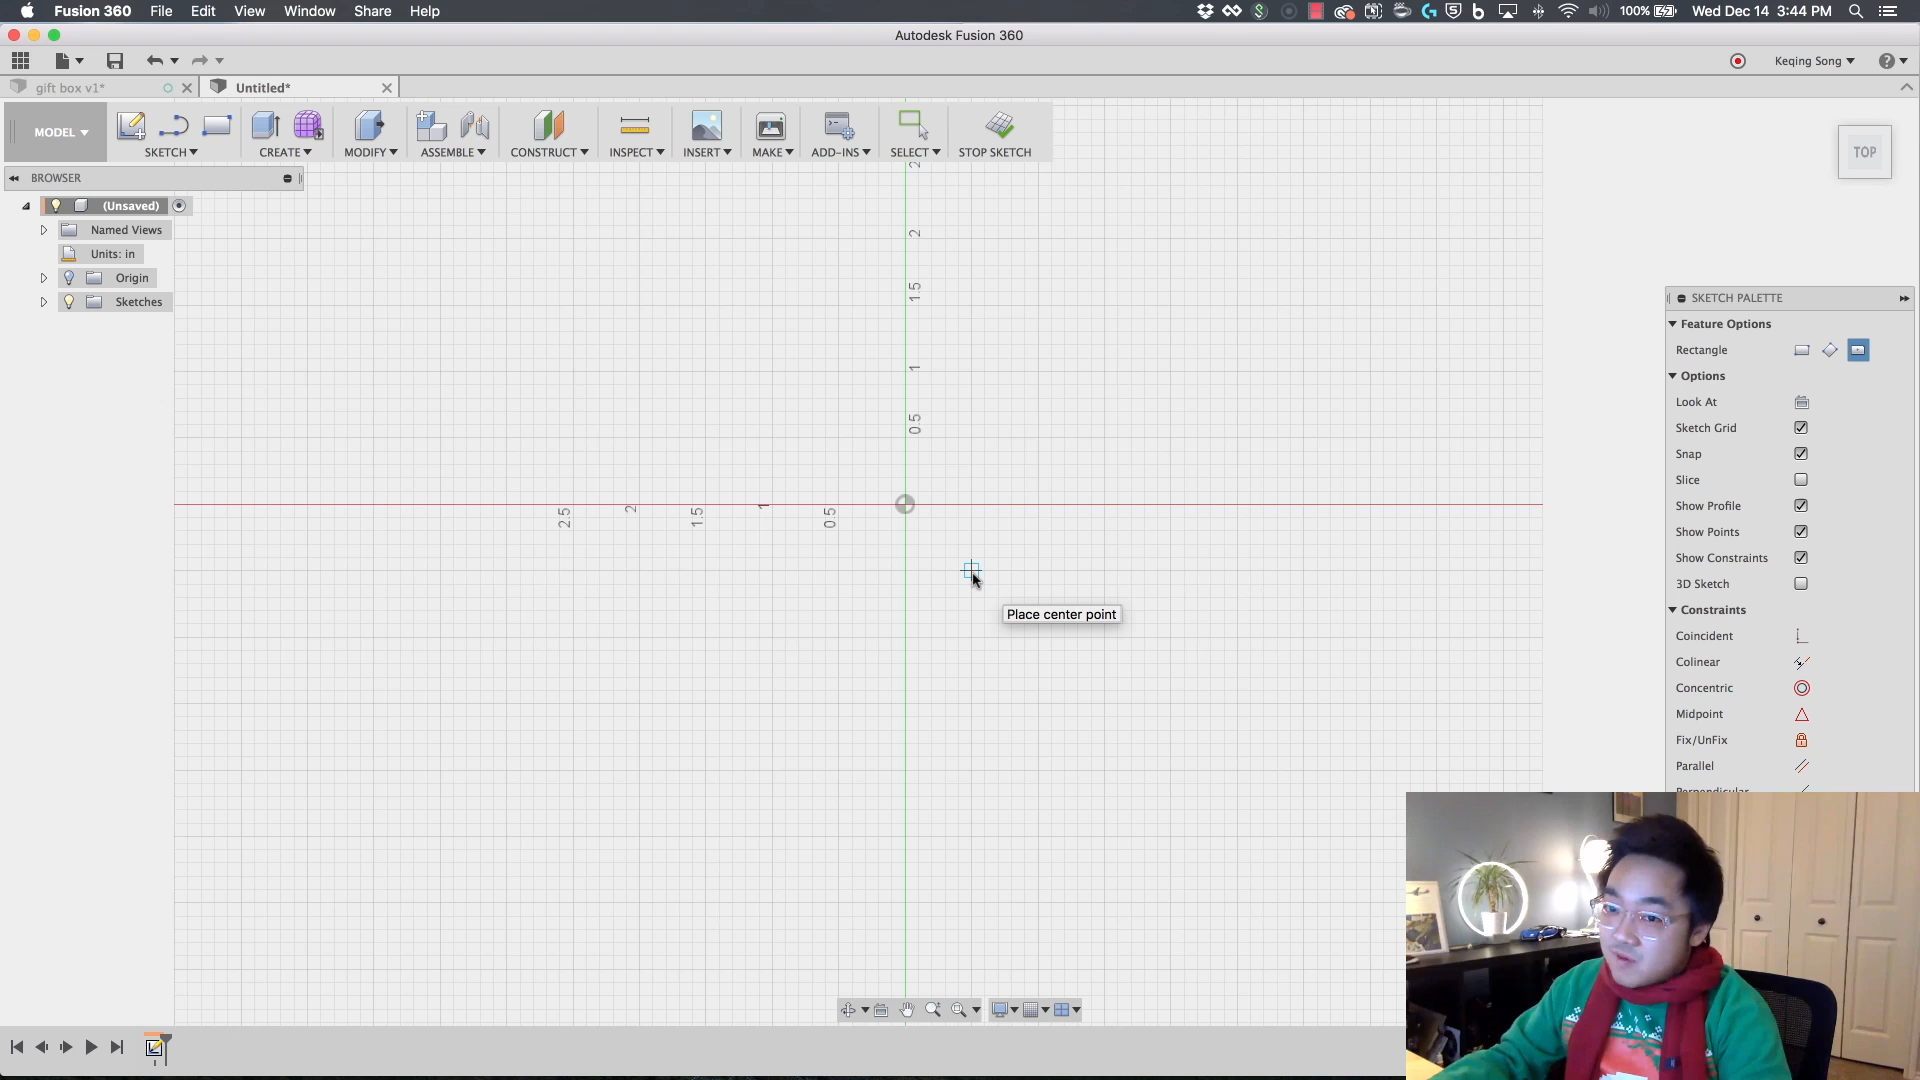 Fusion 360 File Edit View Window Share Help
100% Wed Dec 14 3:44 PM
Autodesk Fusion 360
Keqing Song
gift box v1*
Untitled*
MODEL
SKETCH CREATE MODIFY ASSEMBLE CONSTRUCT INSPECT INSERT MAKE ADD-INS SELECT STOP SKETCH
TOP
BROWSER
(Unsaved)
Named Views
Units: in
Origin
Sketches
2
1.5
1
0.5
2.5 2 1.5 1 0.5
Place center point
SKETCH PALETTE
Feature Options
Rectangle
Options
Look At
Sketch Grid
Snap
Slice
Show Profile
Show Points
Show Constraints
3D Sketch
Constraints
Coincident
Colinear
Concentric
Midpoint
Fix/UnFix
Parallel
Perpendicular